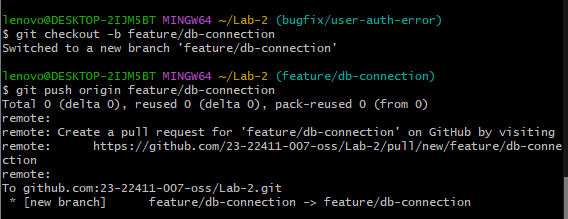 lenovo@DESKTOP-2IJM5BT MINGW64 ~/Lab-2 (bugfix/user-auth-error)
$ git checkout -b feature/db-connection
Switched to a new branch 'feature/db-connection'

lenovo@DESKTOP-2IJM5BT MINGW64 ~/Lab-2 (feature/db-connection)
$ git push origin feature/db-connection
Total 0 (delta 0), reused 0 (delta 0), pack-reused 0 (from 0)
remote:
remote: Create a pull request for 'feature/db-connection' on GitHub by visiting
remote:      https://github.com/23-22411-007-oss/Lab-2/pull/new/feature/db-conne
ction
remote:
To github.com:23-22411-007-oss/Lab-2.git
 * [new branch]      feature/db-connection -> feature/db-connection